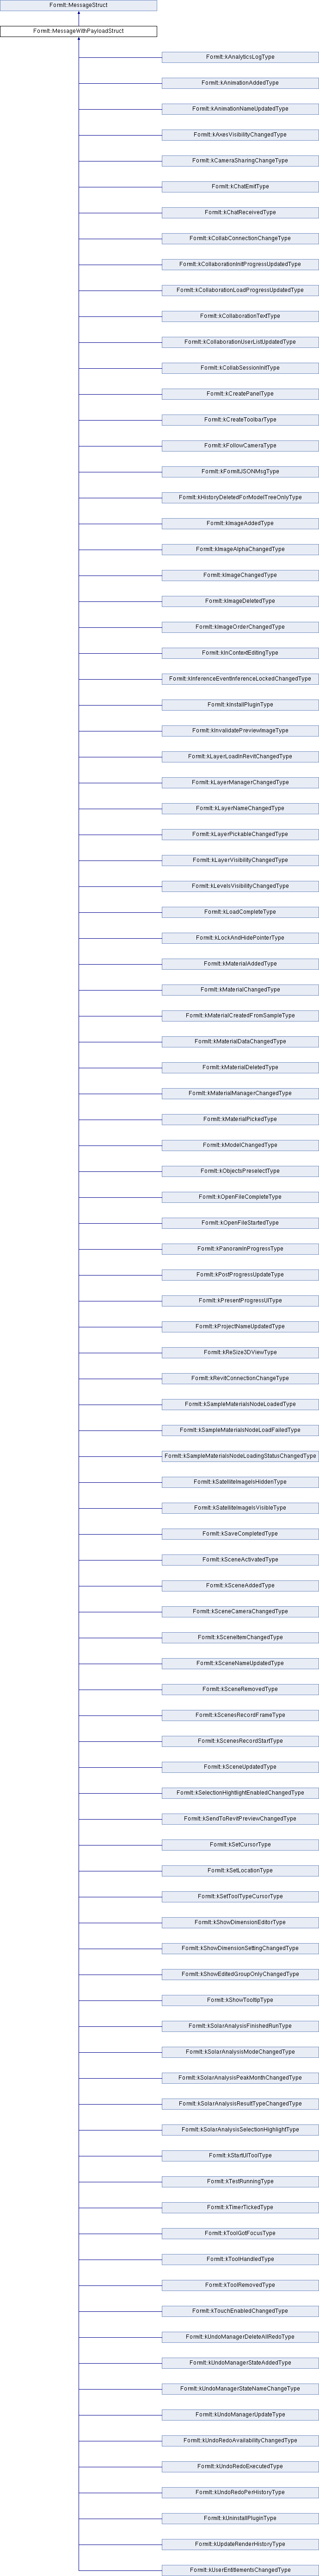 FormIt::MessageStruct
FormIt::MessageWithPayloadStruct
FormIt::kAnalyticsLogType
FormIt::kAnimationAddedType
FormIt::kAnimationNameUpdatedType
FormIt::kAxesVisibilityChangedType
FormIt::kCameraSharingChangeType
FormIt::kChatEmitType
FormIt::kChatReceivedType
FormIt::kCollabConnectionChangeType
FormIt::kCollaborationInitProgressUpdatedType
FormIt::kCollaborationLoadProgressUpdatedType
FormIt::kCollaborationTextType
FormIt::kCollaborationUserListUpdatedType
FormIt::kCollabSessionInitType
FormIt::kCreatePanelType
FormIt::kCreateToolbarType
FormIt::kFollowCameraType
FormIt::kFormItJSONMsgType
FormIt::kHistoryDeletedForModelTreeOnlyType
FormIt::kImageAddedType
FormIt::kImageAlphaChangedType
FormIt::kImageChangedType
FormIt::kImageDeletedType
FormIt::kImageOrderChangedType
FormIt::kInContextEditingType
FormIt::kInferenceEventInferenceLockedChangedType
FormIt::kInstallPluginType
FormIt::kInvalidatePreviewImageType
FormIt::kLayerLoadInRevitChangedType
FormIt::kLayerManagerChangedType
FormIt::kLayerNameChangedType
FormIt::kLayerPickableChangedType
FormIt::kLayerVisibilityChangedType
FormIt::kLevelsVisibilityChangedType
FormIt::kLoadCompleteType
FormIt::kLockAndHidePointerType
FormIt::kMaterialAddedType
FormIt::kMaterialChangedType
FormIt::kMaterialCreatedFromSampleType
FormIt::kMaterialDataChangedType
FormIt::kMaterialDeletedType
FormIt::kMaterialManagerChangedType
FormIt::kMaterialPickedType
FormIt::kModelChangedType
FormIt::kObjectsPreselectType
FormIt::kOpenFileCompleteType
FormIt::kOpenFileStartedType
FormIt::kPanoramInProgressType
FormIt::kPostProgressUpdateType
FormIt::kPresentProgressUIType
FormIt::kProjectNameUpdatedType
FormIt::kReSize3DViewType
FormIt::kRevitConnectionChangeType
FormIt::kSampleMaterialsNodeLoadedType
FormIt::kSampleMaterialsNodeLoadFailedType
FormIt::kSampleMaterialsNodeLoadingStatusChangedType
FormIt::kSatelliteImageIsHiddenType
FormIt::kSatelliteImageIsVisibleType
FormIt::kSaveCompletedType
FormIt::kSceneActivatedType
FormIt::kSceneAddedType
FormIt::kSceneCameraChangedType
FormIt::kSceneItemChangedType
FormIt::kSceneNameUpdatedType
FormIt::kSceneRemovedType
FormIt::kScenesRecordFrameType
FormIt::kScenesRecordStartType
FormIt::kSceneUpdatedType
FormIt::kSelectionHightlightEnabledChangedType
FormIt::kSendToRevitPreviewChangedType
FormIt::kSetCursorType
FormIt::kSetLocationType
FormIt::kSetToolTypeCursorType
FormIt::kShowDimensionEditorType
FormIt::kShowDimensionSettingChangedType
FormIt::kShowEditedGroupOnlyChangedType
FormIt::kShowTooltipType
FormIt::kSolarAnalysisFinishedRunType
FormIt::kSolarAnalysisModeChangedType
FormIt::kSolarAnalysisPeakMonthChangedType
FormIt::kSolarAnalysisResultTypeChangedType
FormIt::kSolarAnalysisSelectionHighlightType
FormIt::kStartUIToolType
FormIt::kTestRunningType
FormIt::kTimerTickedType
FormIt::kToolGotFocusType
FormIt::kToolHandledType
FormIt::kToolRemovedType
FormIt::kTouchEnabledChangedType
FormIt::kUndoManagerDeleteAllRedoType
FormIt::kUndoManagerStateAddedType
FormIt::kUndoManagerStateNameChangeType
FormIt::kUndoManagerUpdateType
FormIt::kUndoRedoAvailabilityChangedType
FormIt::kUndoRedoExecutedType
FormIt::kUndoRedoPerHistoryType
FormIt::kUninstallPluginType
FormIt::kUpdateRenderHistoryType
FormIt::kUserEntitlementsChangedType